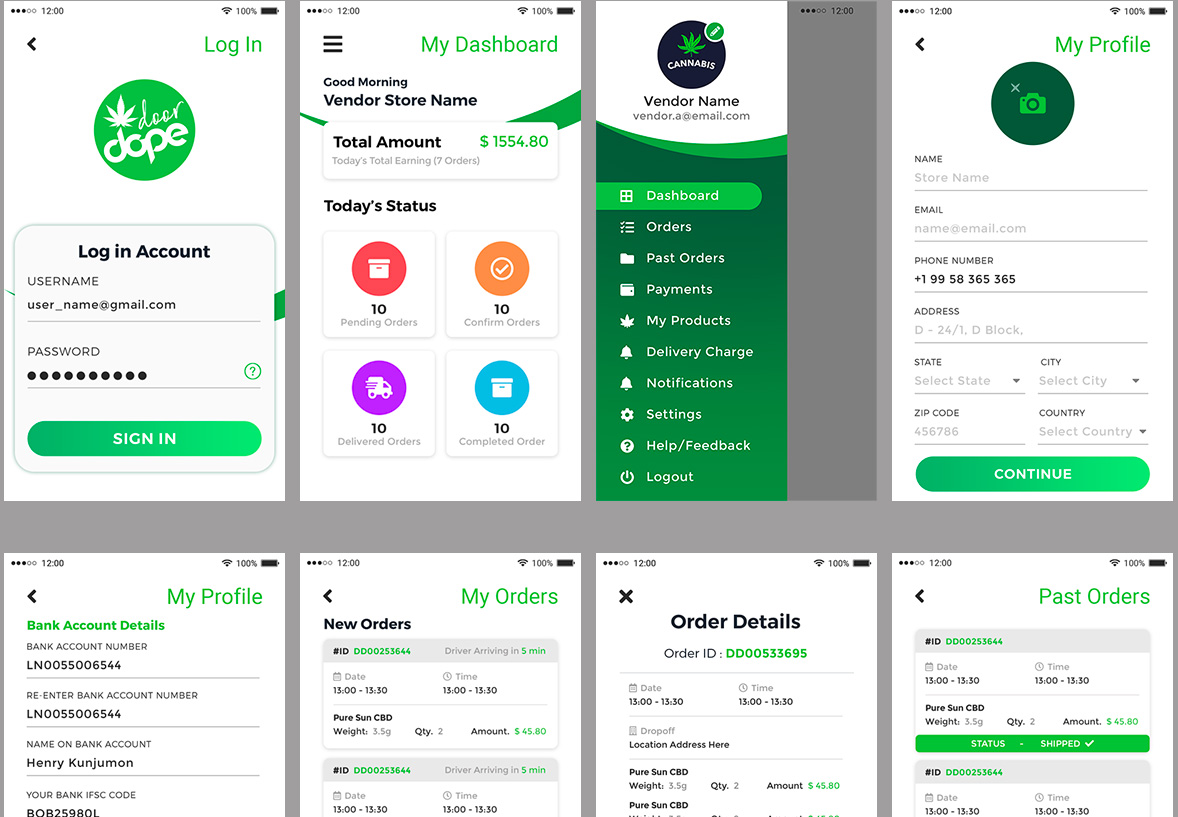 12:00
100%
Log In
door
dope
Log in Account
USERNAME
user_name@gmail.com
PASSWORD
?
SIGN IN
12:00
100%
My Dashboard
Good Morning
Vendor Store Name
Total Amount $ 1554.80
Today's Total Earning (7 Orders)
Today's Status
10
Pending Orders
10
Confirm Orders
10
Delivered Orders
10
Completed Order
12:00
CANNABIS
Vendor Name
vendor.a@email.com
Dashboard
Orders
Past Orders
Payments
My Products
Delivery Charge
Notifications
Settings
Help/Feedback
Logout
12:00
100%
My Profile
NAME
Store Name
EMAIL
name@email.com
PHONE NUMBER
+1 99 58 365 365
ADDRESS
D - 24/1, D Block,
STATE CITY
Select State Select City
ZIP CODE COUNTRY
456786 Select Country
CONTINUE
12:00
100%
My Profile
Bank Account Details
BANK ACCOUNT NUMBER
LN0055006544
RE-ENTER BANK ACCOUNT NUMBER
LN0055006544
NAME ON BANK ACCOUNT
Henry Kunjumon
YOUR BANK IFSC CODE
BOB25980L
12:00
100%
My Orders
New Orders
#ID DD00253644 Driver Arriving in 5 min
Date Time
13:00 - 13:30 13:00 - 13:30
Pure Sun CBD
Weight: 3.5g Qty. 2 Amount. $ 45.80
#ID DD00253644 Driver Arriving in 5 min
Date Time
13:00 - 13:30 13:00 - 13:30
12:00
100%
Order Details
Order ID : DD00533695
Date Time
13:00 - 13:30 13:00 - 13:30
Dropoff
Location Address Here
Pure Sun CBD
Weight: 3.5g Qty. 2 Amount $ 45.80
Pure Sun CBD
12:00
100%
Past Orders
#ID DD00253644
Date Time
13:00 - 13:30 13:00 - 13:30
Pure Sun CBD
Weight: 3.5g Qty. 2 Amount. $ 45.80
STATUS - SHIPPED
#ID DD00253644
Date Time
13:00 - 13:30 13:00 - 13:30